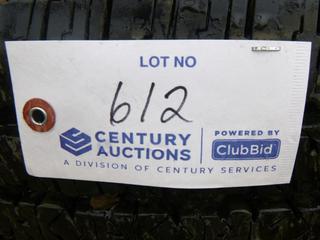 LOT NO
612
CENTURY AUCTIONS
POWERED BY
ClubBid
A DIVISION OF CENTURY SERVICES